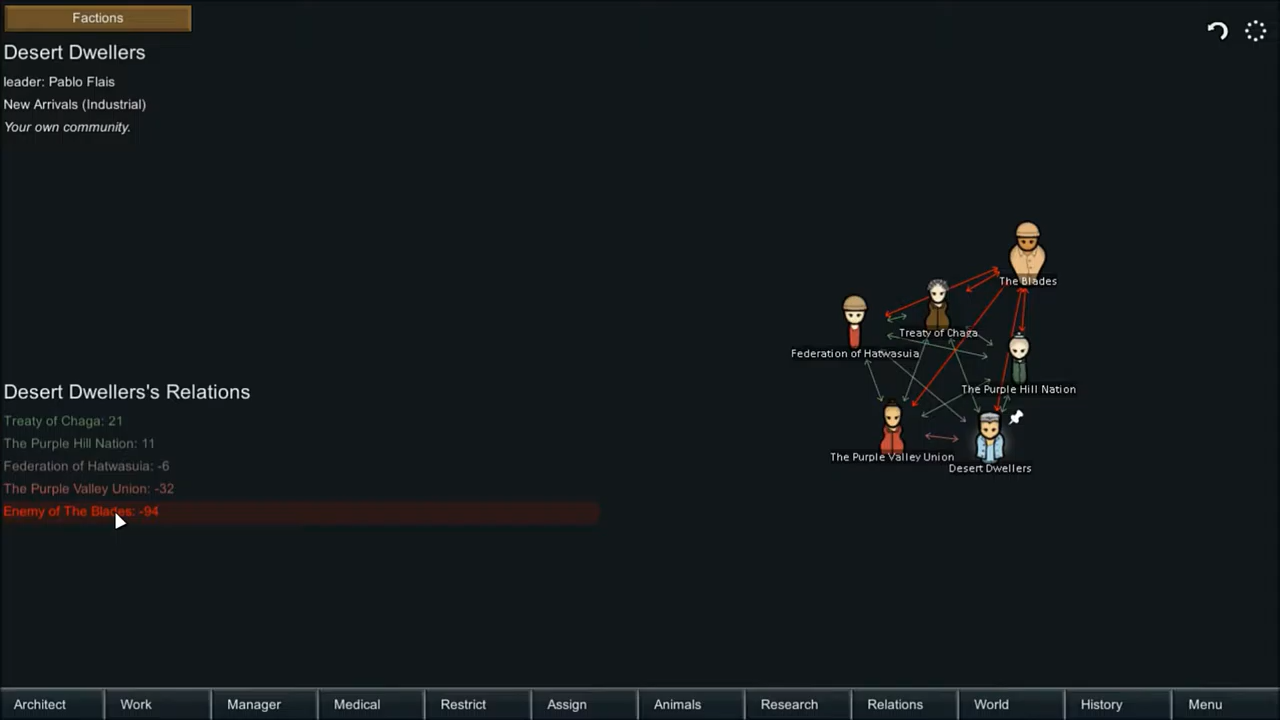 Factions
Desert Dwellers
leader: Pablo Flais
New Arrivals (Industrial)
Your own community.
The Blades
Treaty of Chaga
Federation of Hatwasuia
The Purple Hill Nation
The Purple Valley Union
Desert Dwellers
Desert Dwellers's Relations
Treaty of Chaga: 21
The Purple Hill Nation: 11
Federation of Hatwasuia: -6
The Purple Valley Union: -32
Enemy of The Blades: -94
Architect Work Manager Medical Restrict Assign Animals Research Relations World History Menu